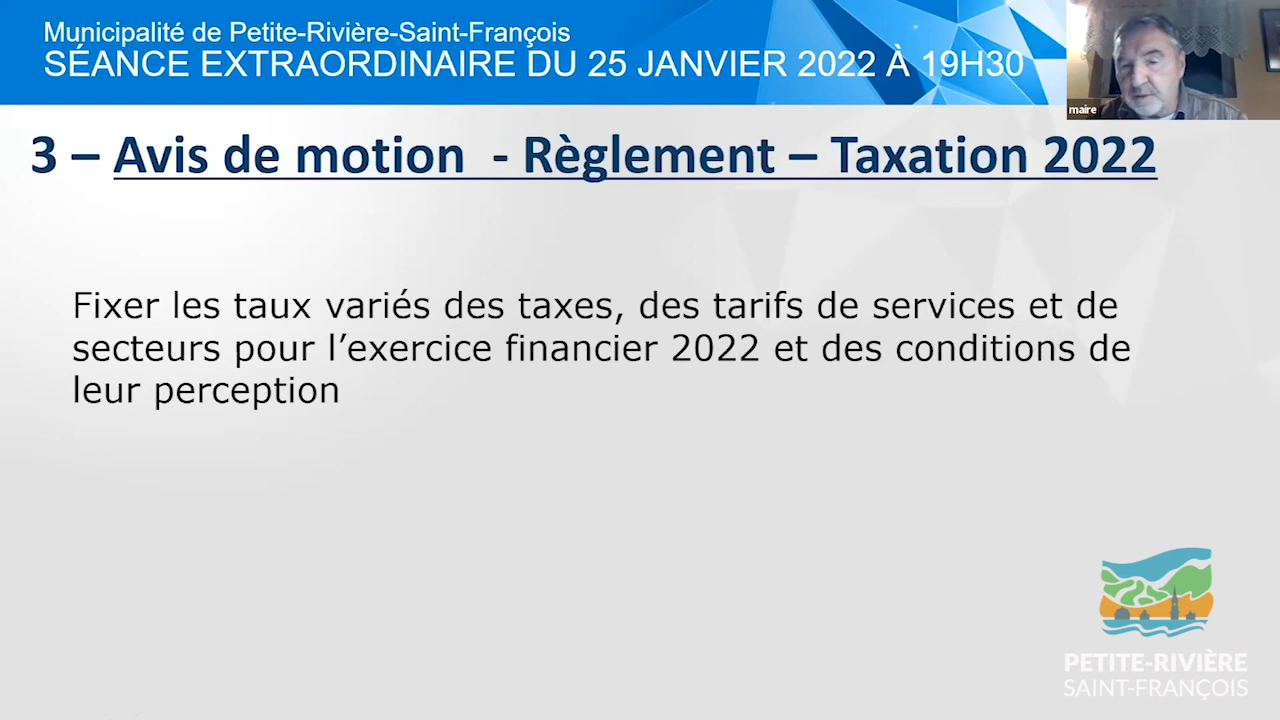 Municipalité de Petite-Rivière-Saint-François
SÉANCE EXTRAORDINAIRE DU 25 JANVIER 2022 À 19H30
maire
3 – Avis de motion - Règlement – Taxation 2022
Fixer les taux variés des taxes, des tarifs de services et de
secteurs pour l’exercice financier 2022 et des conditions de
leur perception
PETITE-RIVIÈRE
SAINT-FRANÇOIS